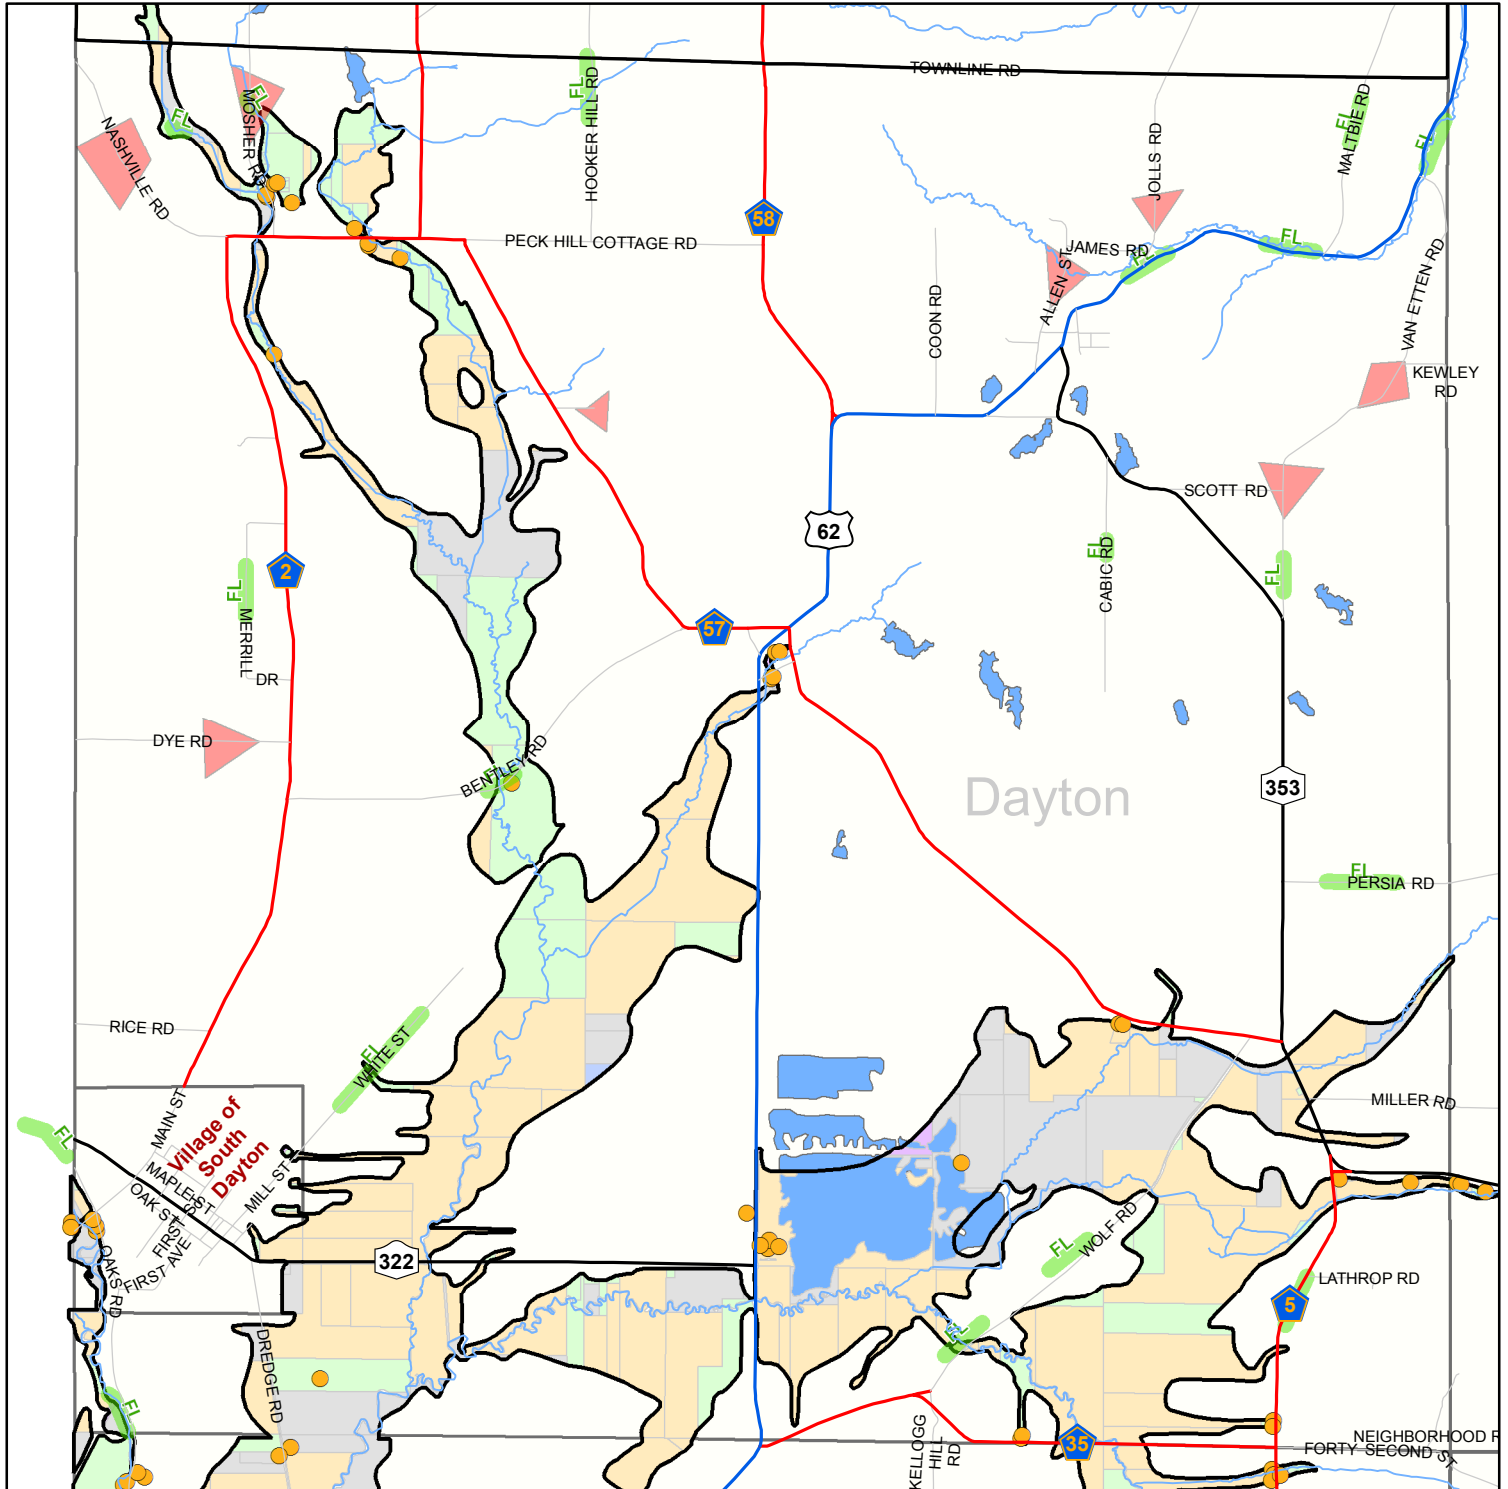 TOWNLINE RD
FL
FL
FL
FL
FL
NASHVILLE RD
MOSHER RD
HOOKER HILL RD
JOLLS RD
MALTBIE RD
58
PECK HILL COTTAGE RD
JAMES RD
FL
FL
ALLEN ST
VAN ETTEN RD
COON RD
KEWLEY
RD
SCOTT RD
62
FL
CABIC RD
FL
2
FL
MERRILL
DR
57
DYE RD
BENTLEY RD
FL
Dayton
353
FL
PERSIA RD
RICE RD
FL
WHITE ST
MILLER RD
MAIN ST
Village of
South
Dayton
FL
MAPLE ST
OAK ST
FIRST ST
FIRST AVE
MILL ST
OAKS RD
322
WOLF RD
FL
LATHROP RD
5
FL
DREDGE RD
FL
KELLOGG
HILL
RD
35
NEIGHBORHOOD R
FORTY SECOND ST